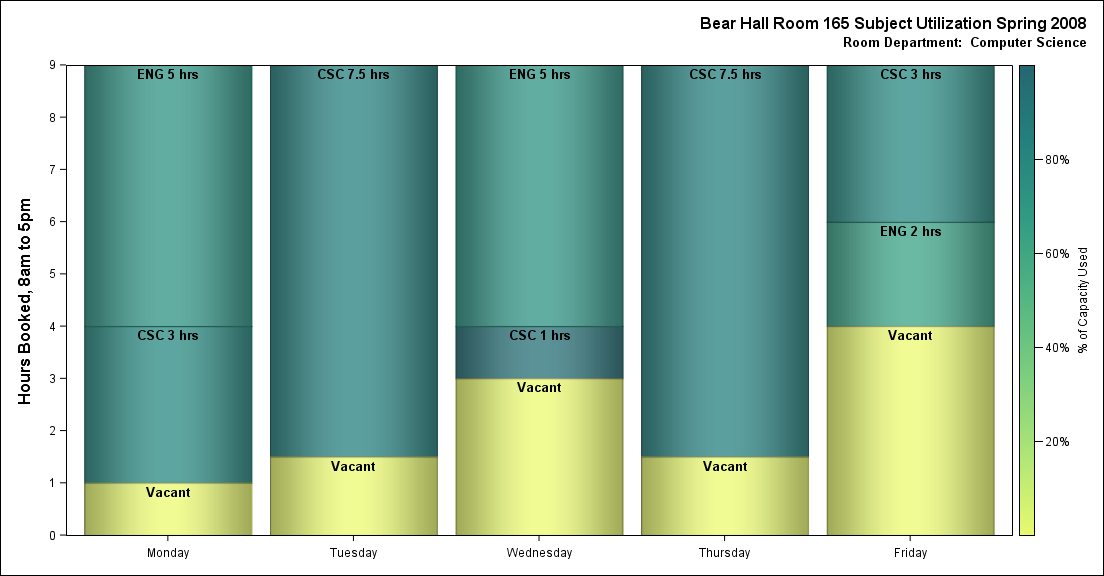 Bear Hall Room 165 Subject Utilization Spring 2008
Room Department: Computer Science
Hours Booked, 8am to 5pm
9
8
7
6
5
4
3
2
1
0
ENG 5 hrs
CSC 3 hrs
Vacant
CSC 7.5 hrs
Vacant
ENG 5 hrs
CSC 1 hrs
Vacant
CSC 7.5 hrs
Vacant
CSC 3 hrs
ENG 2 hrs
Vacant
Monday
Tuesday
Wednesday
Thursday
Friday
80%
60%
40%
20%
% of Capacity Used